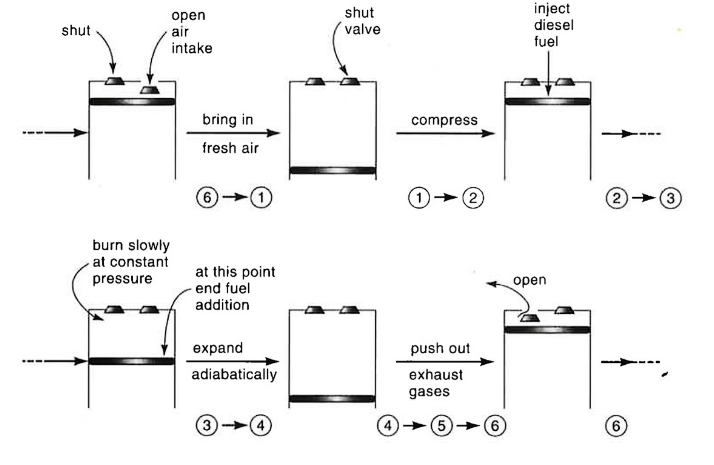 shut
open
air
intake
shut
valve
inject
diesel
fuel
bring in
fresh air
compress
6 → 1
1 → 2
2 → 3
burn slowly
at constant
pressure
at this point
end fuel
addition
open
expand
adiabatically
push out
exhaust
gases
3 → 4
4 → 5 → 6
6